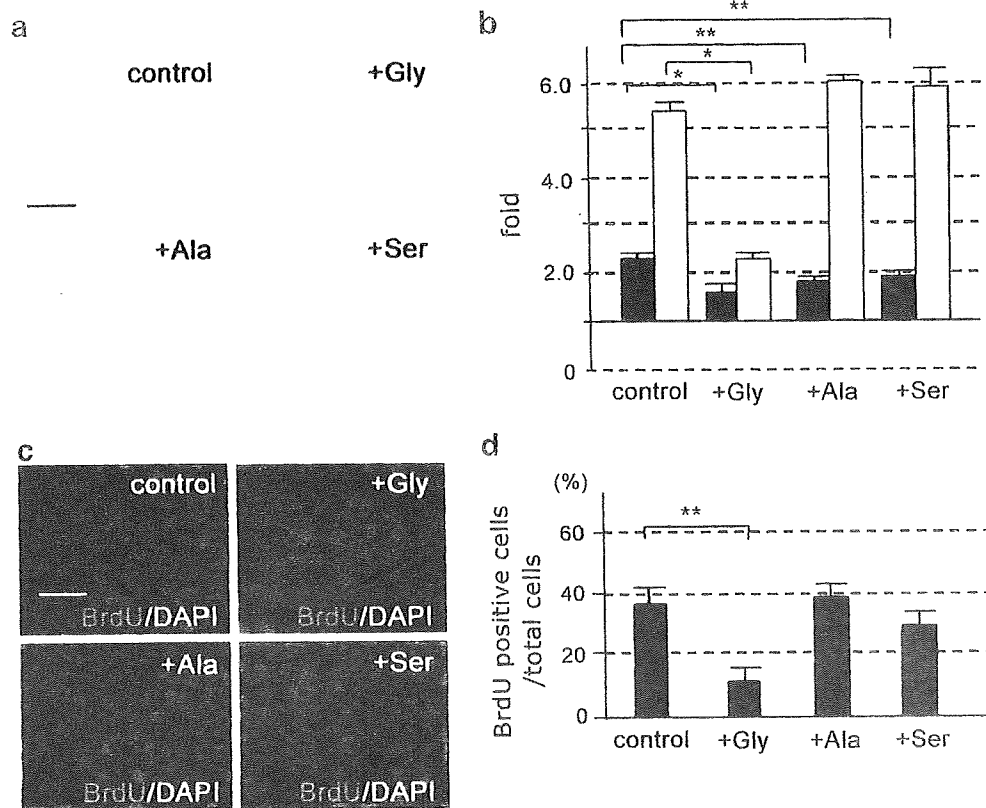 a
control
+Gly
+Ala
+Ser
b
**
**
*
*
6.0
4.0
2.0
0
fold
control
+Gly
+Ala
+Ser
c
control
BrdU/DAPI
+Gly
BrdU/DAPI
+Ala
BrdU/DAPI
+Ser
BrdU/DAPI
d
(%)
**
60
40
20
0
BrdU positive cells
/total cells
control
+Gly
+Ala
+Ser